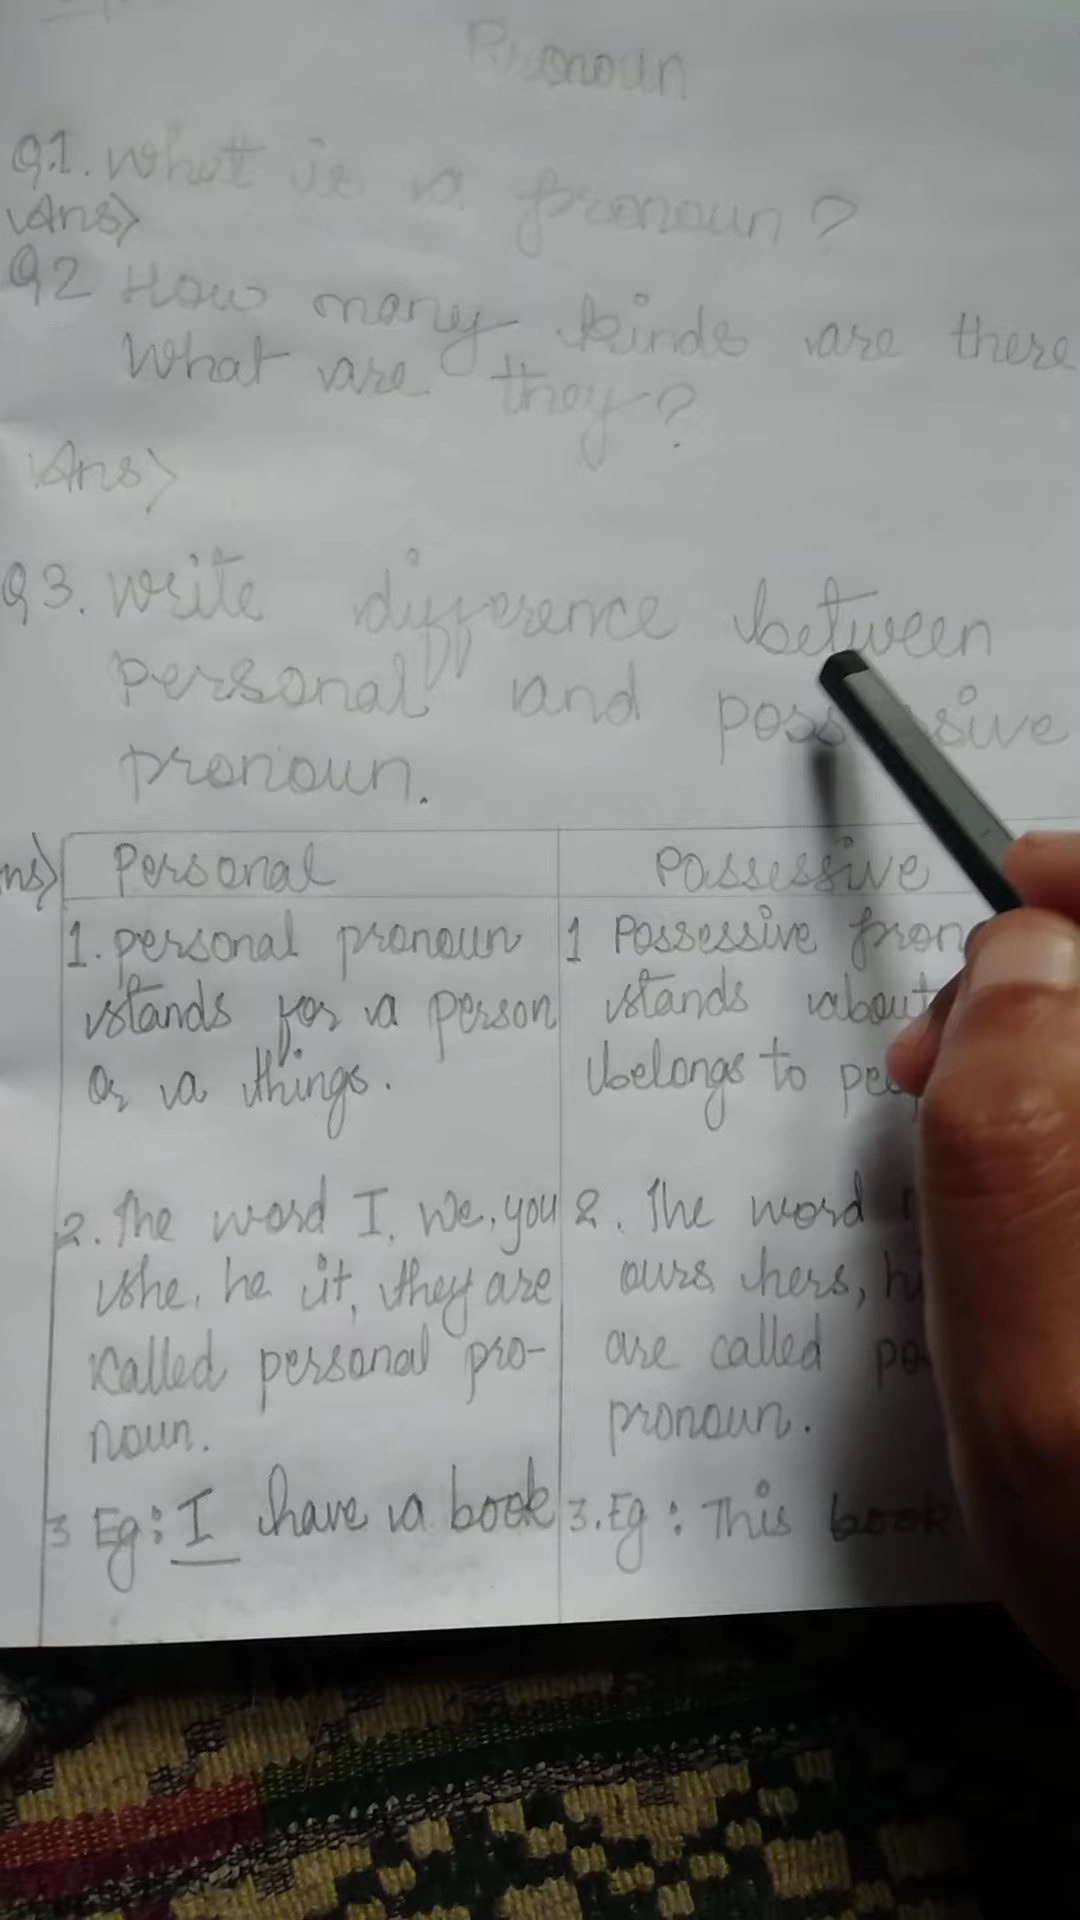 Pronoun
Q1. What is a pronoun?
Ans>
Q2 How many kinds are there
What are they?
Ans>
Q3. Write difference between
personal and possessive
pronoun.
ns> Personal
1. personal pronoun
stands for a person
or a things.
2. The word I, we, you
she, he it, they are
called personal pro-
noun.
3 Eg: I have a book
Possessive
1 Possessive pron
stands about
belongs to
2. The word
ours, hers,
are called
pronoun.
3. Eg: This book